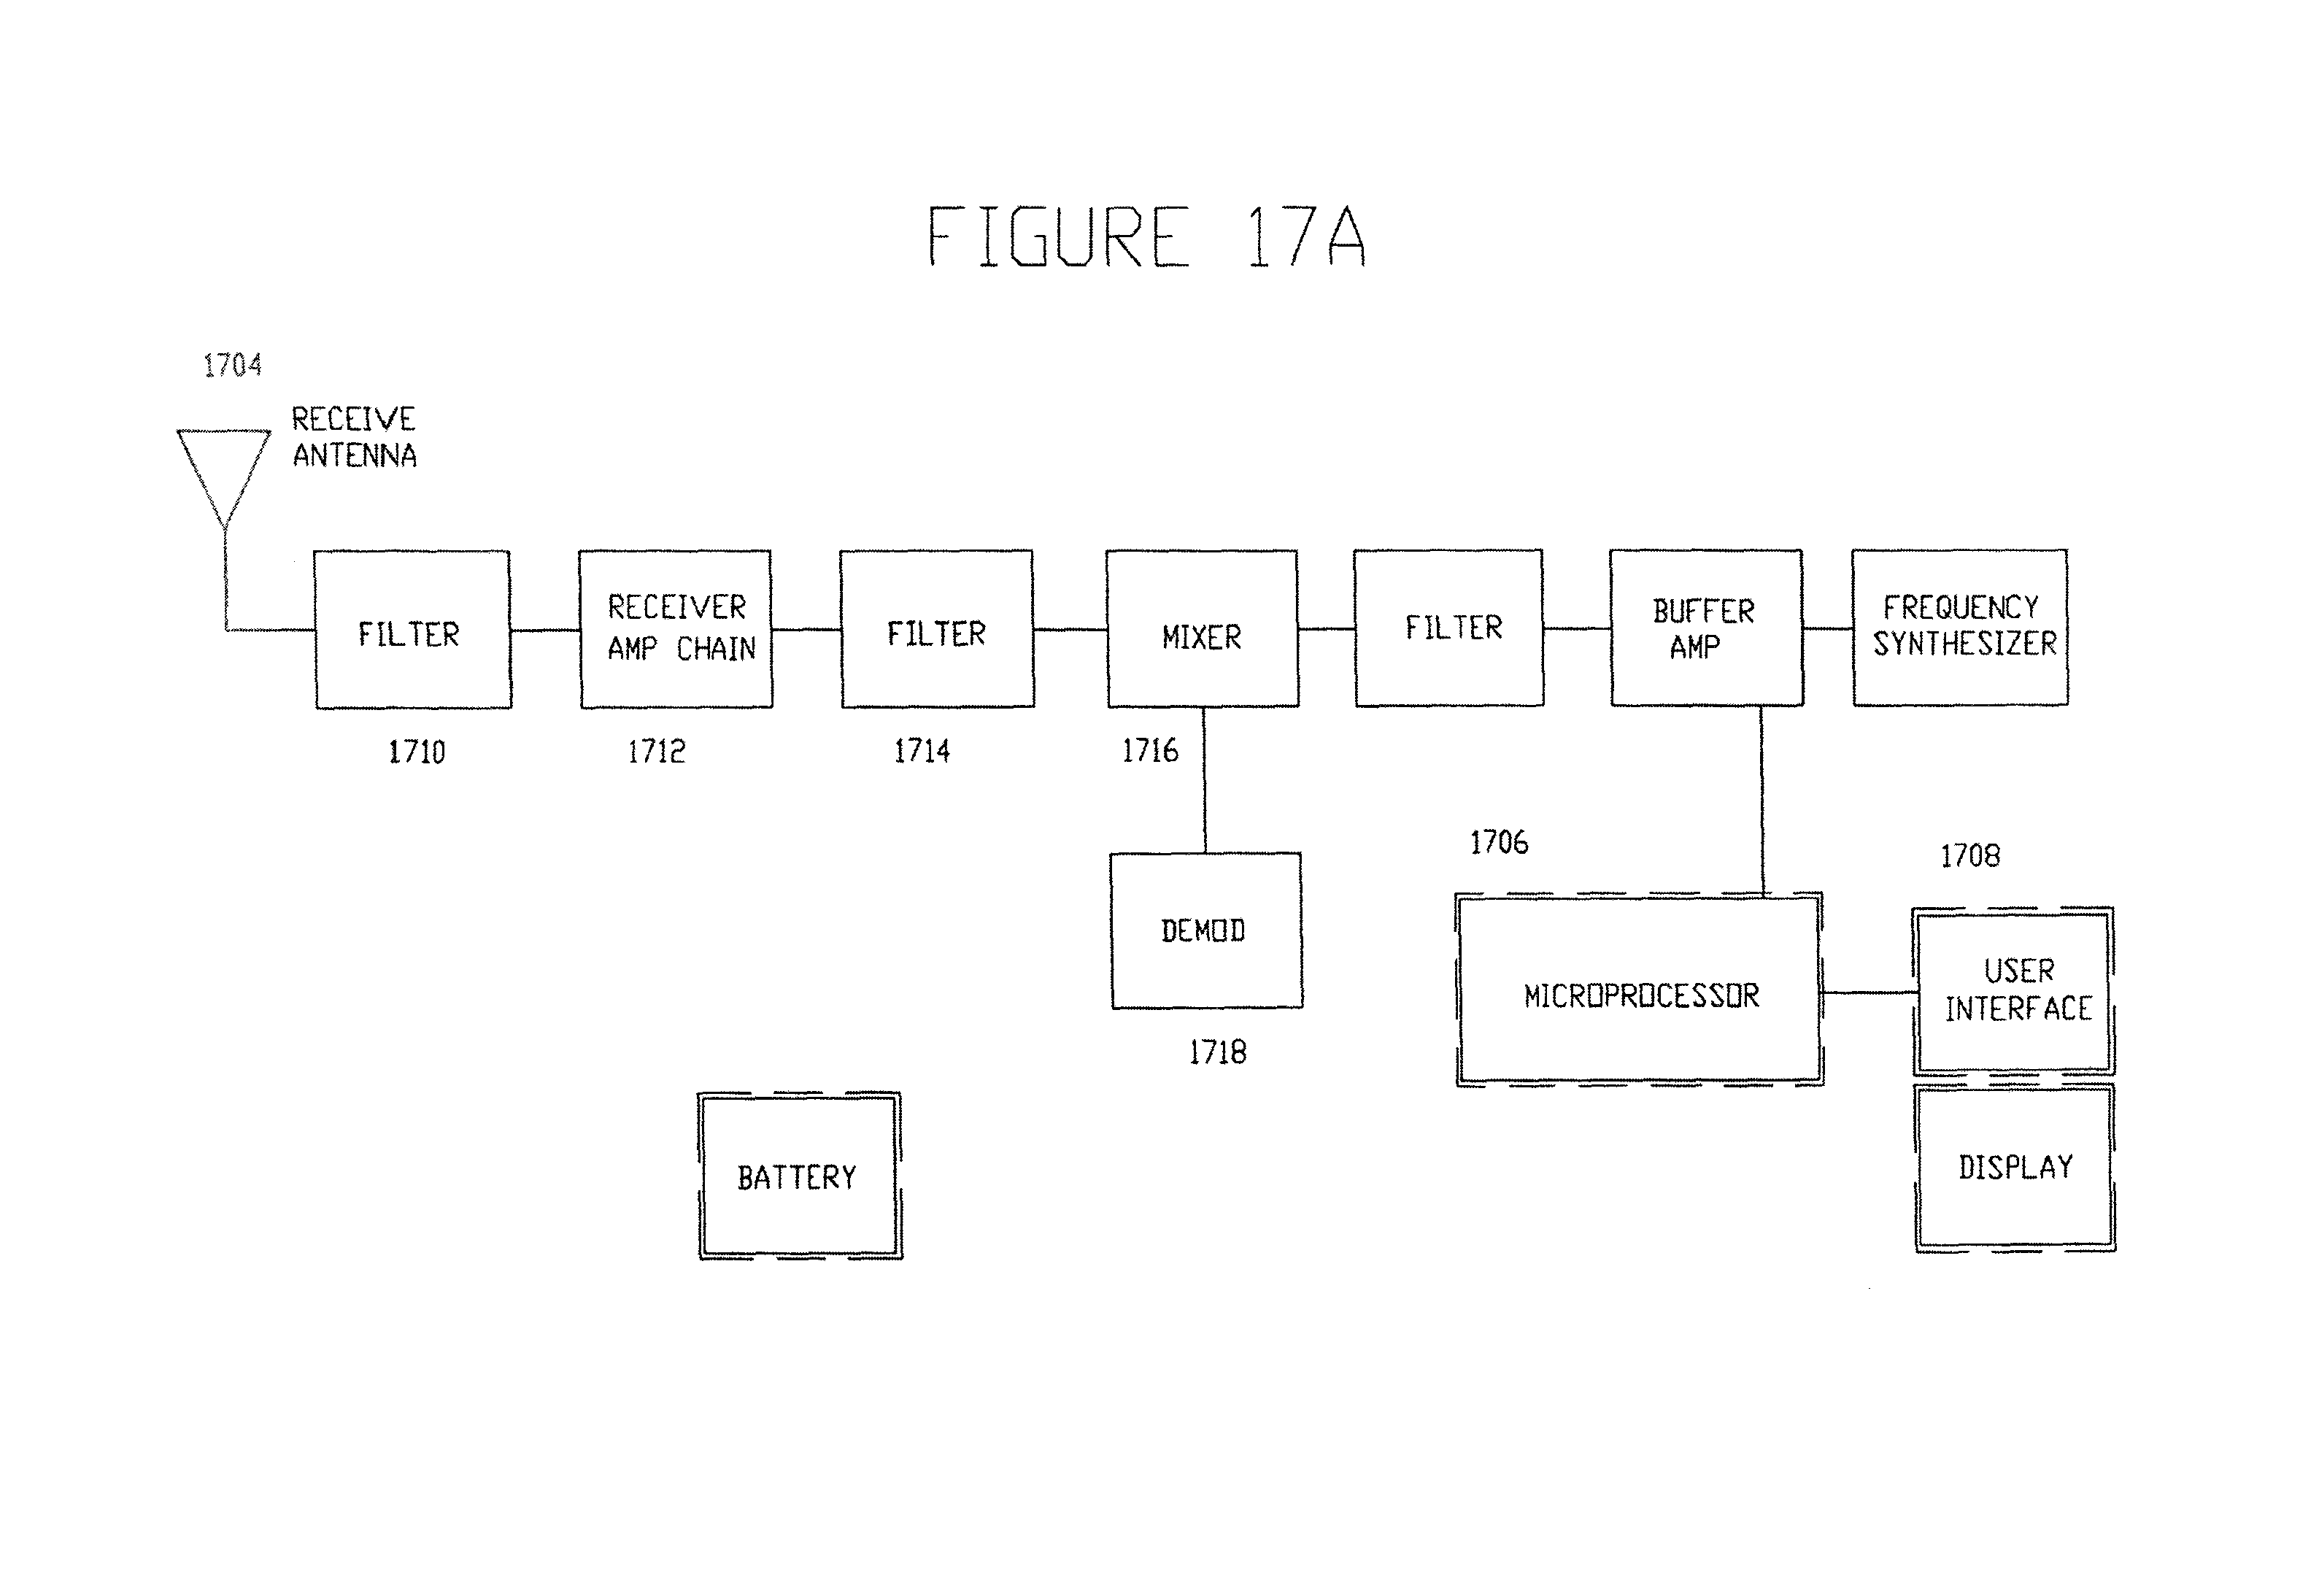 FIGURE 17A
1704
RECEIVE
ANTENNA
FILTER
RECEIVER
AMP CHAIN
FILTER
MIXER
FILTER
BUFFER
AMP
FREQUENCY
SYNTHESIZER
1710
1712
1714
1716
1706
1708
DEMOD
MICROPROCESSOR
USER
INTERFACE
1718
BATTERY
DISPLAY